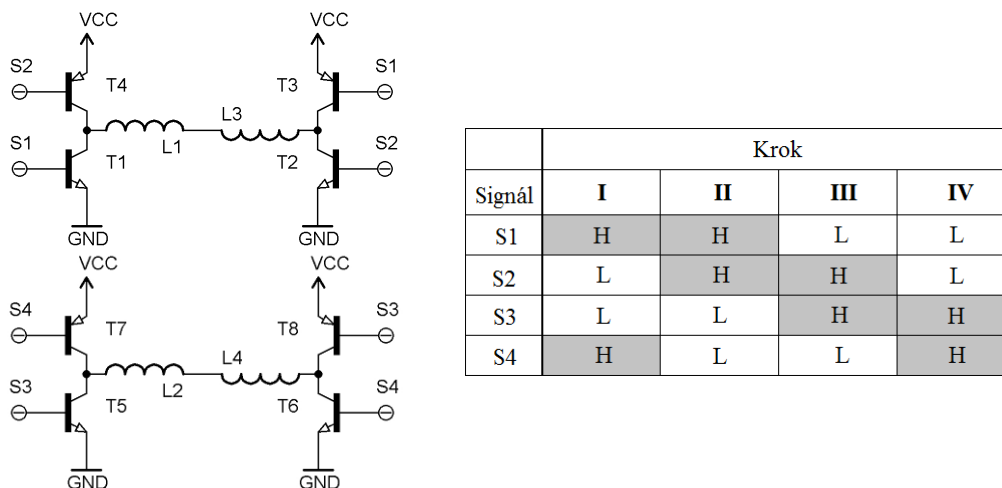 VCC VCC
S2 S1
T4 T3
L3
S1 L1 S2
T1 T2
GND GND
VCC VCC
S4 S3
T7 T8
L4
S3 L2 S4
T5 T6
GND GND
Krok
Signál I II III IV
S1 H H L L
S2 L H H L
S3 L L H H
S4 H L L H